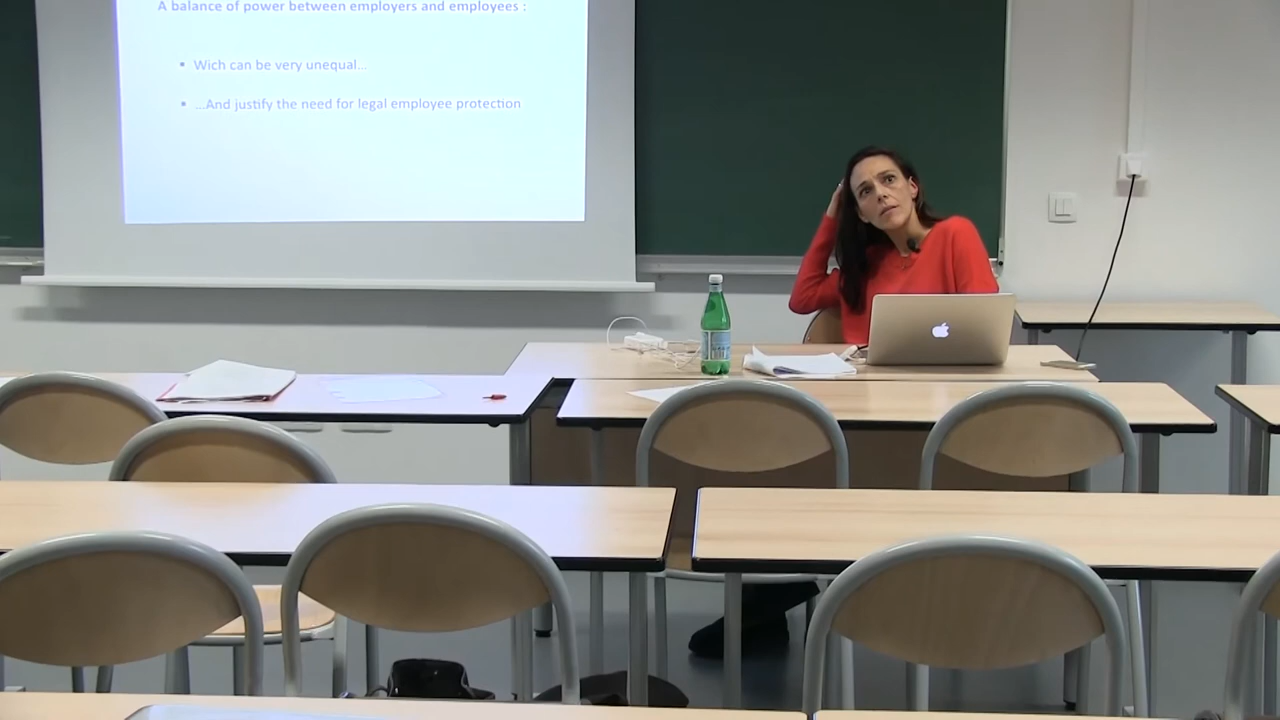 A balance of power between employers and employees :
▪ Wich can be very unequal...
▪ ...And justify the need for legal employee protection